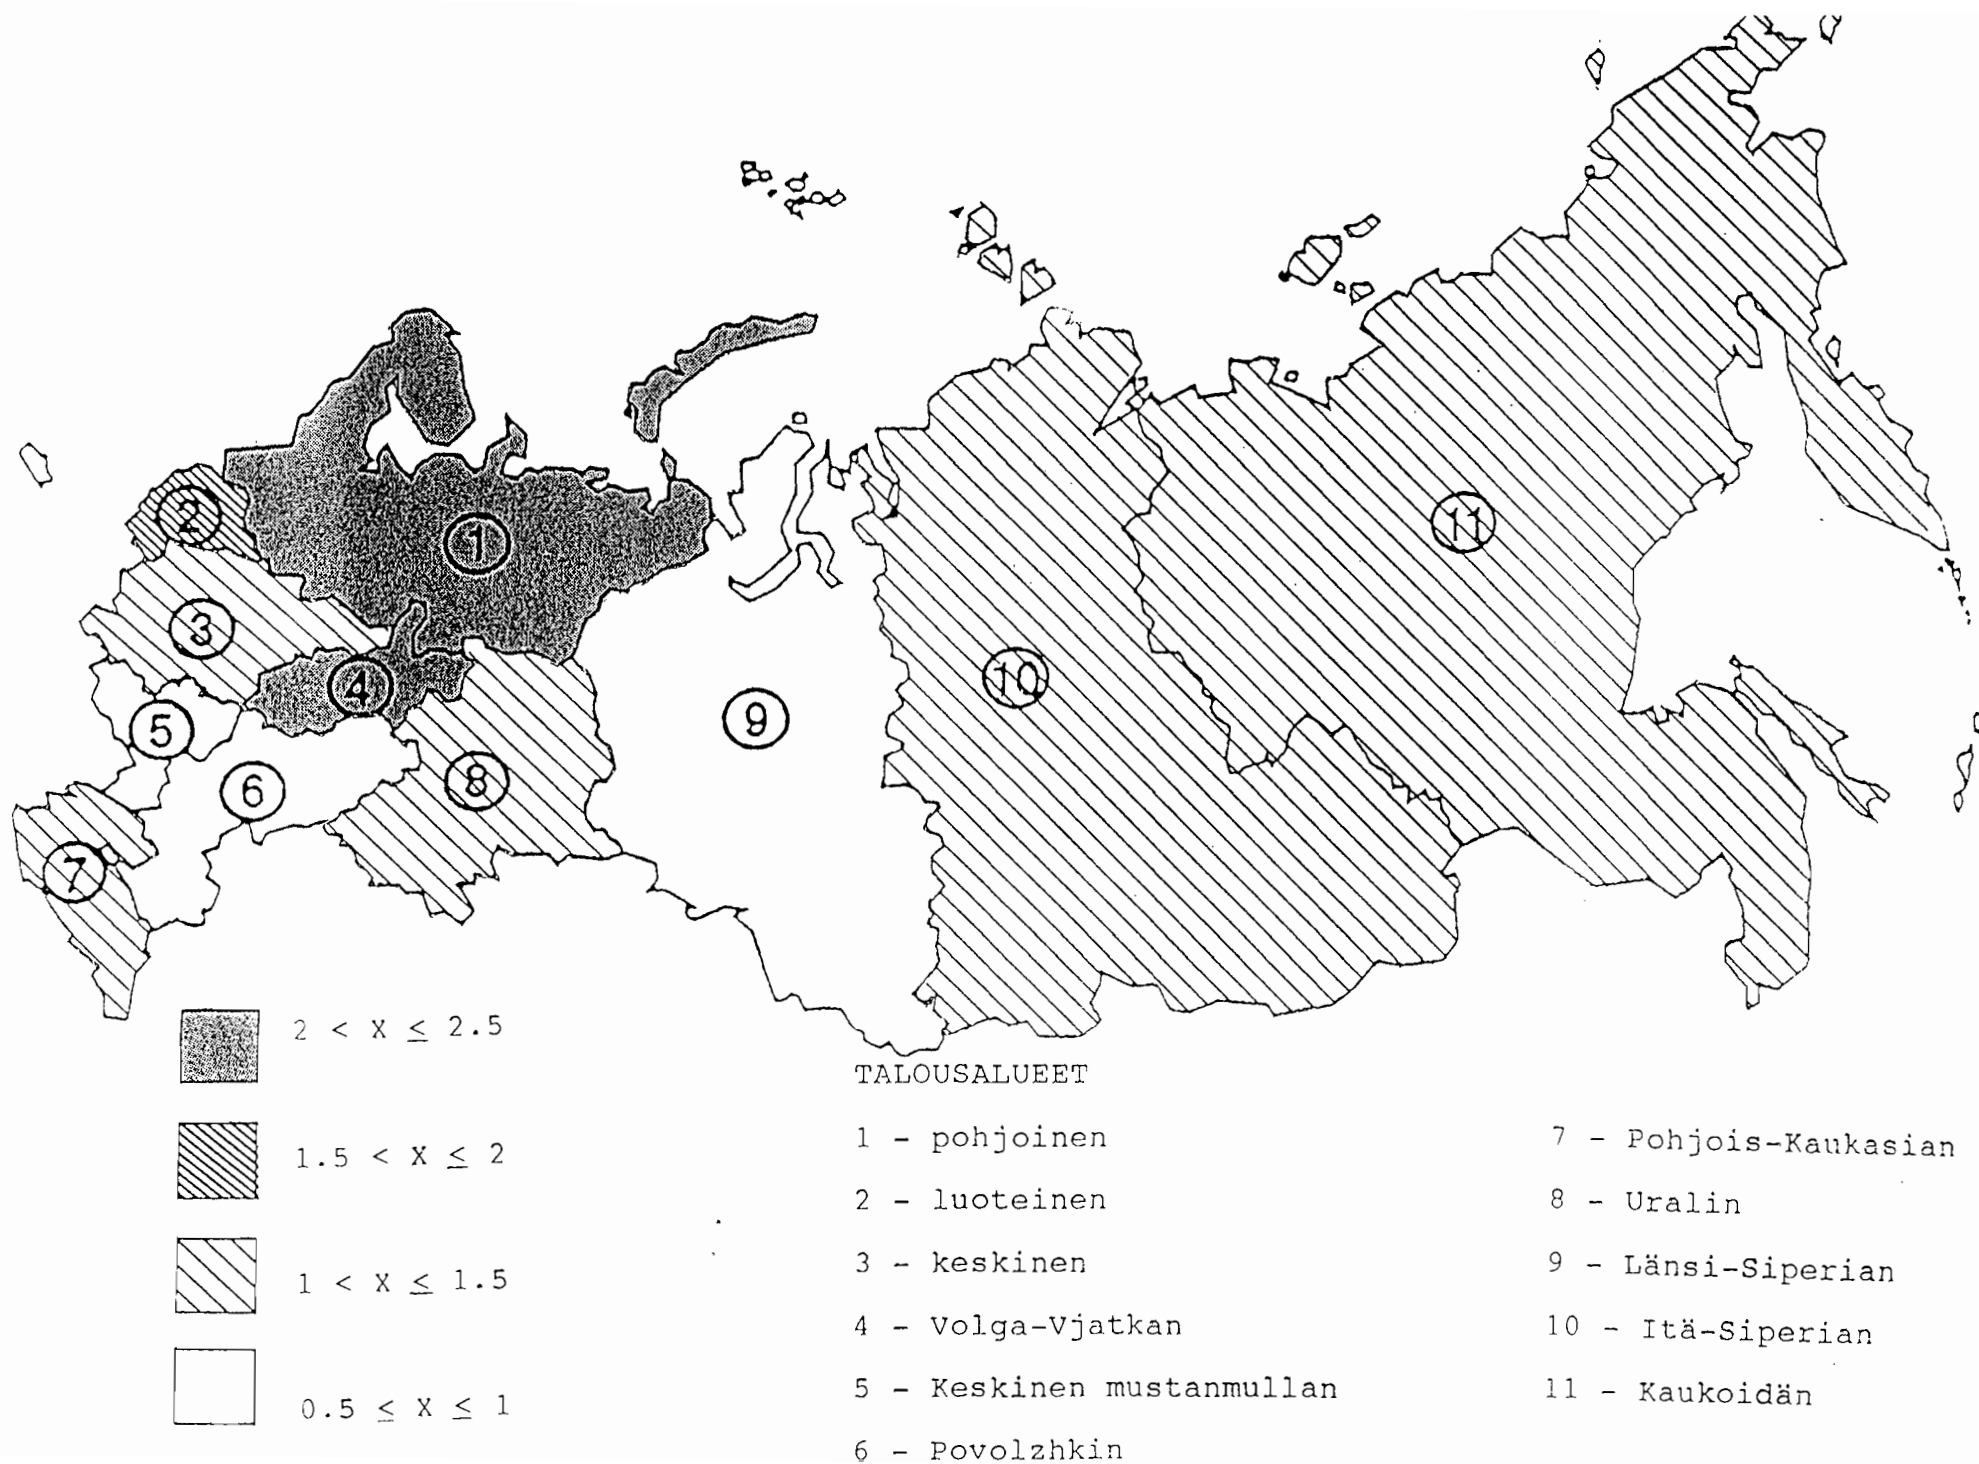 2
1
11
3
10
4
9
5
8
6
7
2 < X ≤ 2.5
1.5 < X ≤ 2
1 < X ≤ 1.5
0.5 ≤ X ≤ 1
TALOUSALUEET
1 - pohjoinen
2 - luoteinen
3 - keskinen
4 - Volga-Vjatkan
5 - Keskinen mustanmullan
6 - Povolzhkin
7 - Pohjois-Kaukasian
8 - Uralin
9 - Länsi-Siperian
10 - Itä-Siperian
11 - Kaukoidän